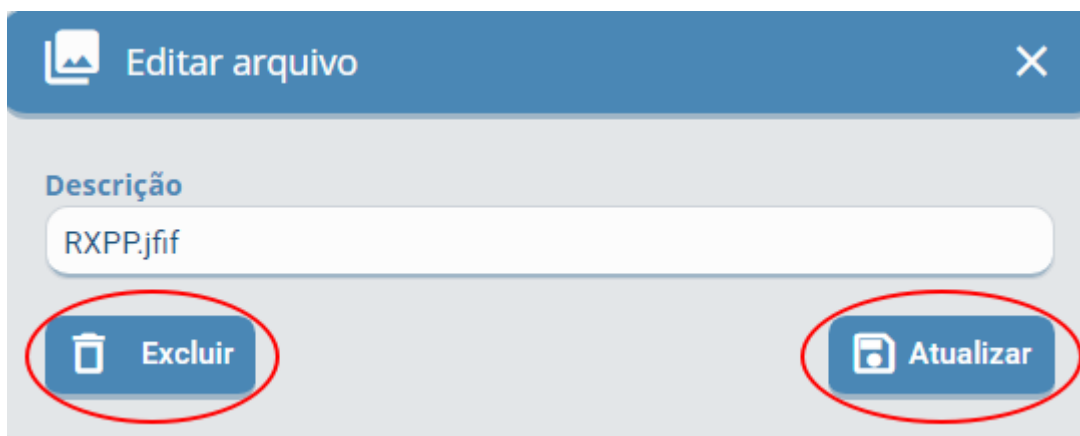 Editar arquivo
Descrição
RXPP.jfif
Excluir
Atualizar